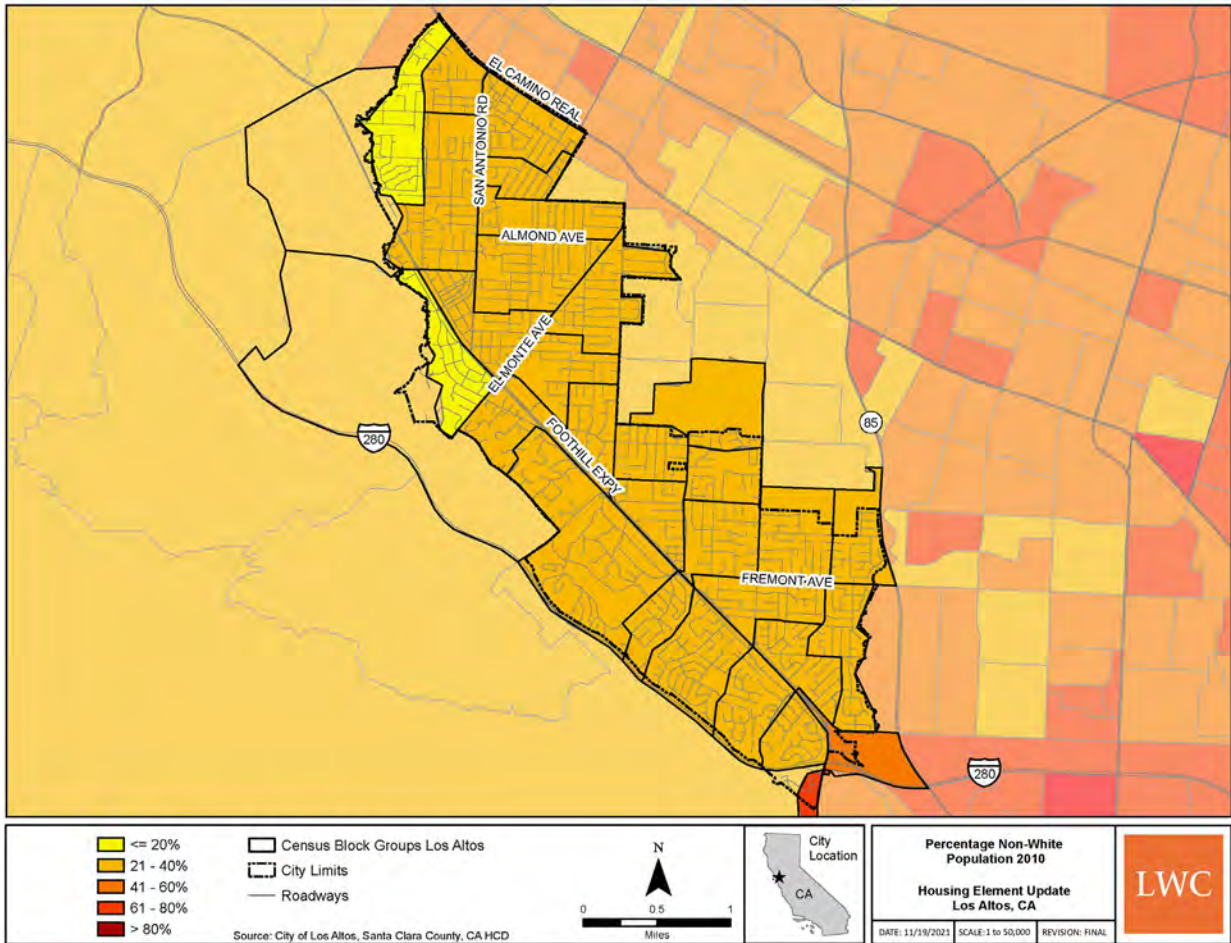 EL CAMINO REAL
SAN ANTONIO RD
ALMOND AVE
EL MONTE AVE
FOOTHILL EXPY
280
85
FREMONT AVE
280
<= 20%
21 - 40%
41 - 60%
61 - 80%
> 80%
Census Block Groups Los Altos
City Limits
Roadways
Source: City of Los Altos, Santa Clara County, CA HCD
N
0 0.5 1
Miles
City
Location
CA
Percentage Non-White
Population 2010
Housing Element Update
Los Altos, CA
DATE: 11/19/2021 SCALE:1 to 50,000 REVISION: FINAL
LWC